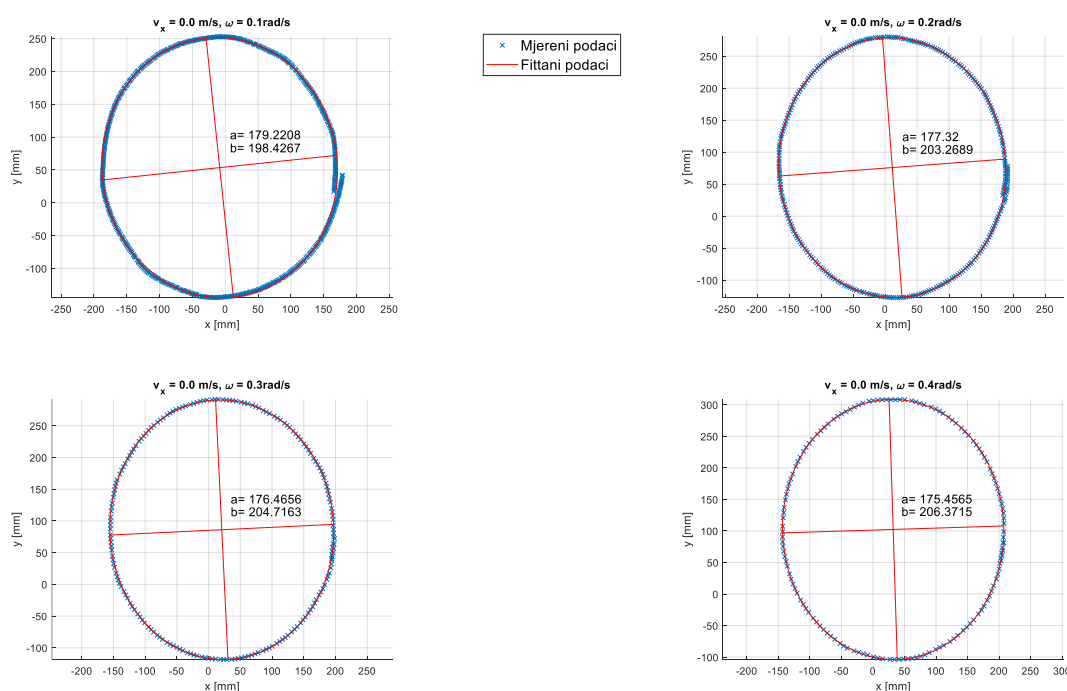 v_x = 0.0 m/s, ω = 0.1rad/s
250
200
150
100
50
0
-50
-100
y [mm]
a= 179.2208
b= 198.4267
-250 -200 -150 -100 -50 0 50 100 150 200 250
x [mm]
Mjereni podaci
Fittani podaci
v_x = 0.0 m/s, ω = 0.2rad/s
250
200
150
100
50
0
-50
-100
y [mm]
a= 177.32
b= 203.2689
-250 -200 -150 -100 -50 0 50 100 150 200 250
x [mm]
v_x = 0.0 m/s, ω = 0.3rad/s
250
200
150
100
50
0
-50
-100
y [mm]
a= 176.4656
b= 204.7163
-200 -150 -100 -50 0 50 100 150 200 250
x [mm]
v_x = 0.0 m/s, ω = 0.4rad/s
300
250
200
150
100
50
0
-50
-100
y [mm]
a= 175.4565
b= 206.3715
-200 -150 -100 -50 0 50 100 150 200 250 300
x [mm]